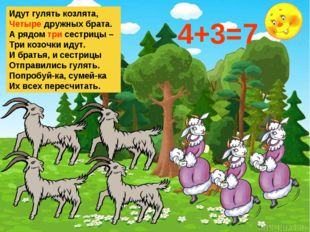 Идут гулять козлята,
Четыре дружных брата.
А рядом три сестрицы –
Три козочки идут.
И братья, и сестрицы
Отправились гулять.
Попробуй-ка, сумей-ка
Их всех пересчитать.
4+3=7